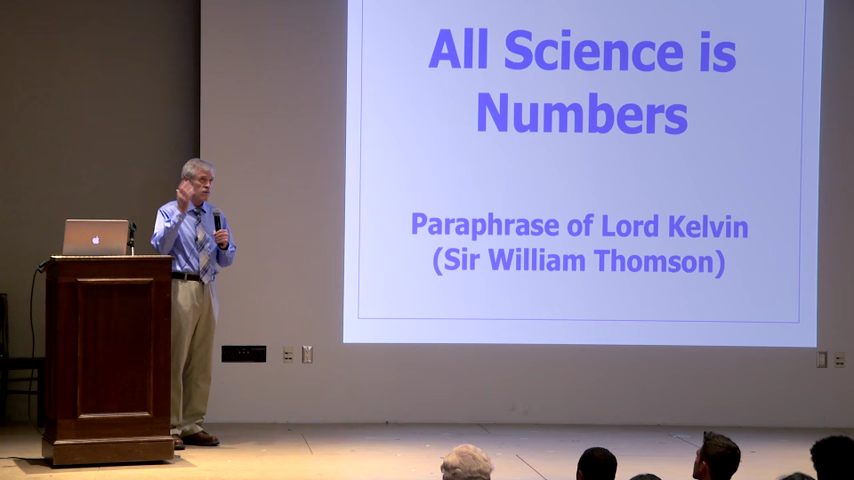 All Science is
Numbers
Paraphrase of Lord Kelvin
(Sir William Thomson)